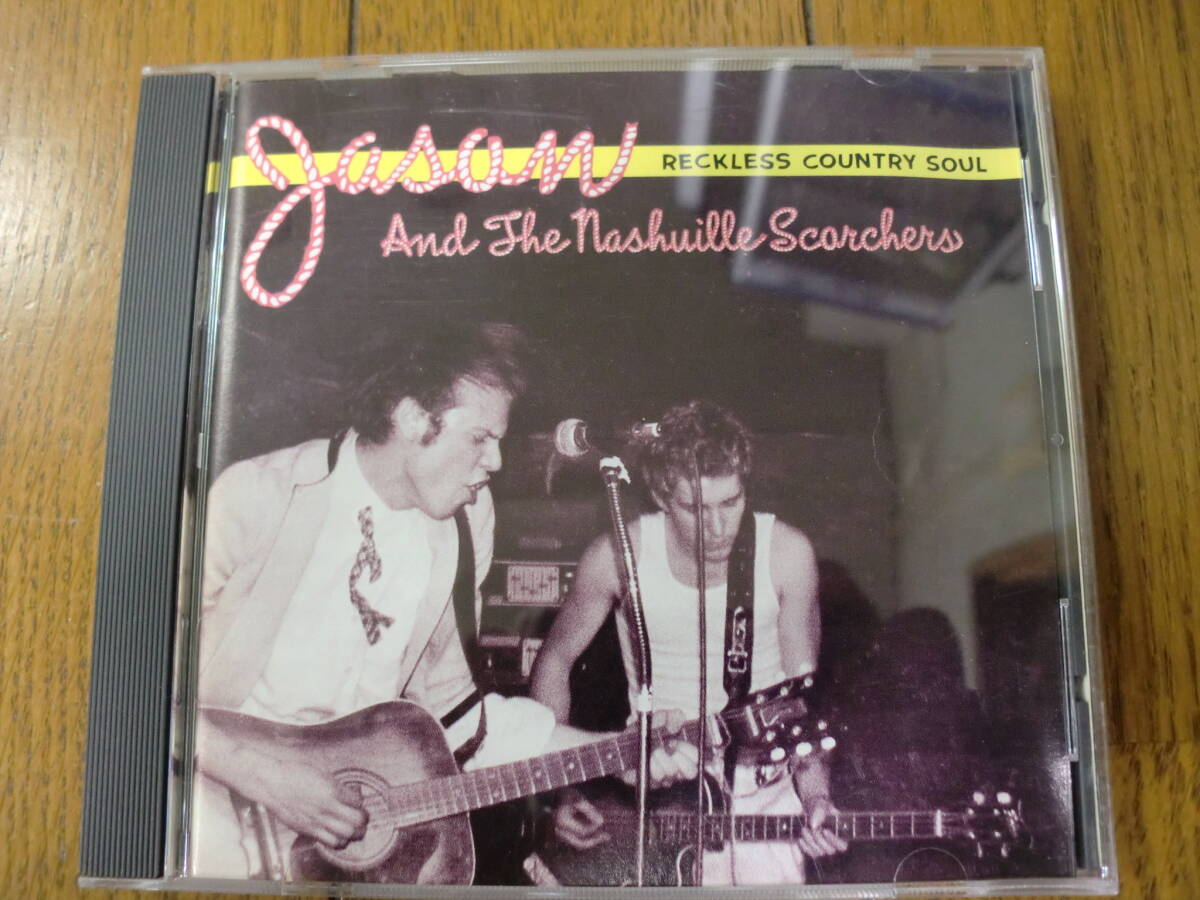 Jason
RECKLESS COUNTRY SOUL
And The Nashville Scorchers